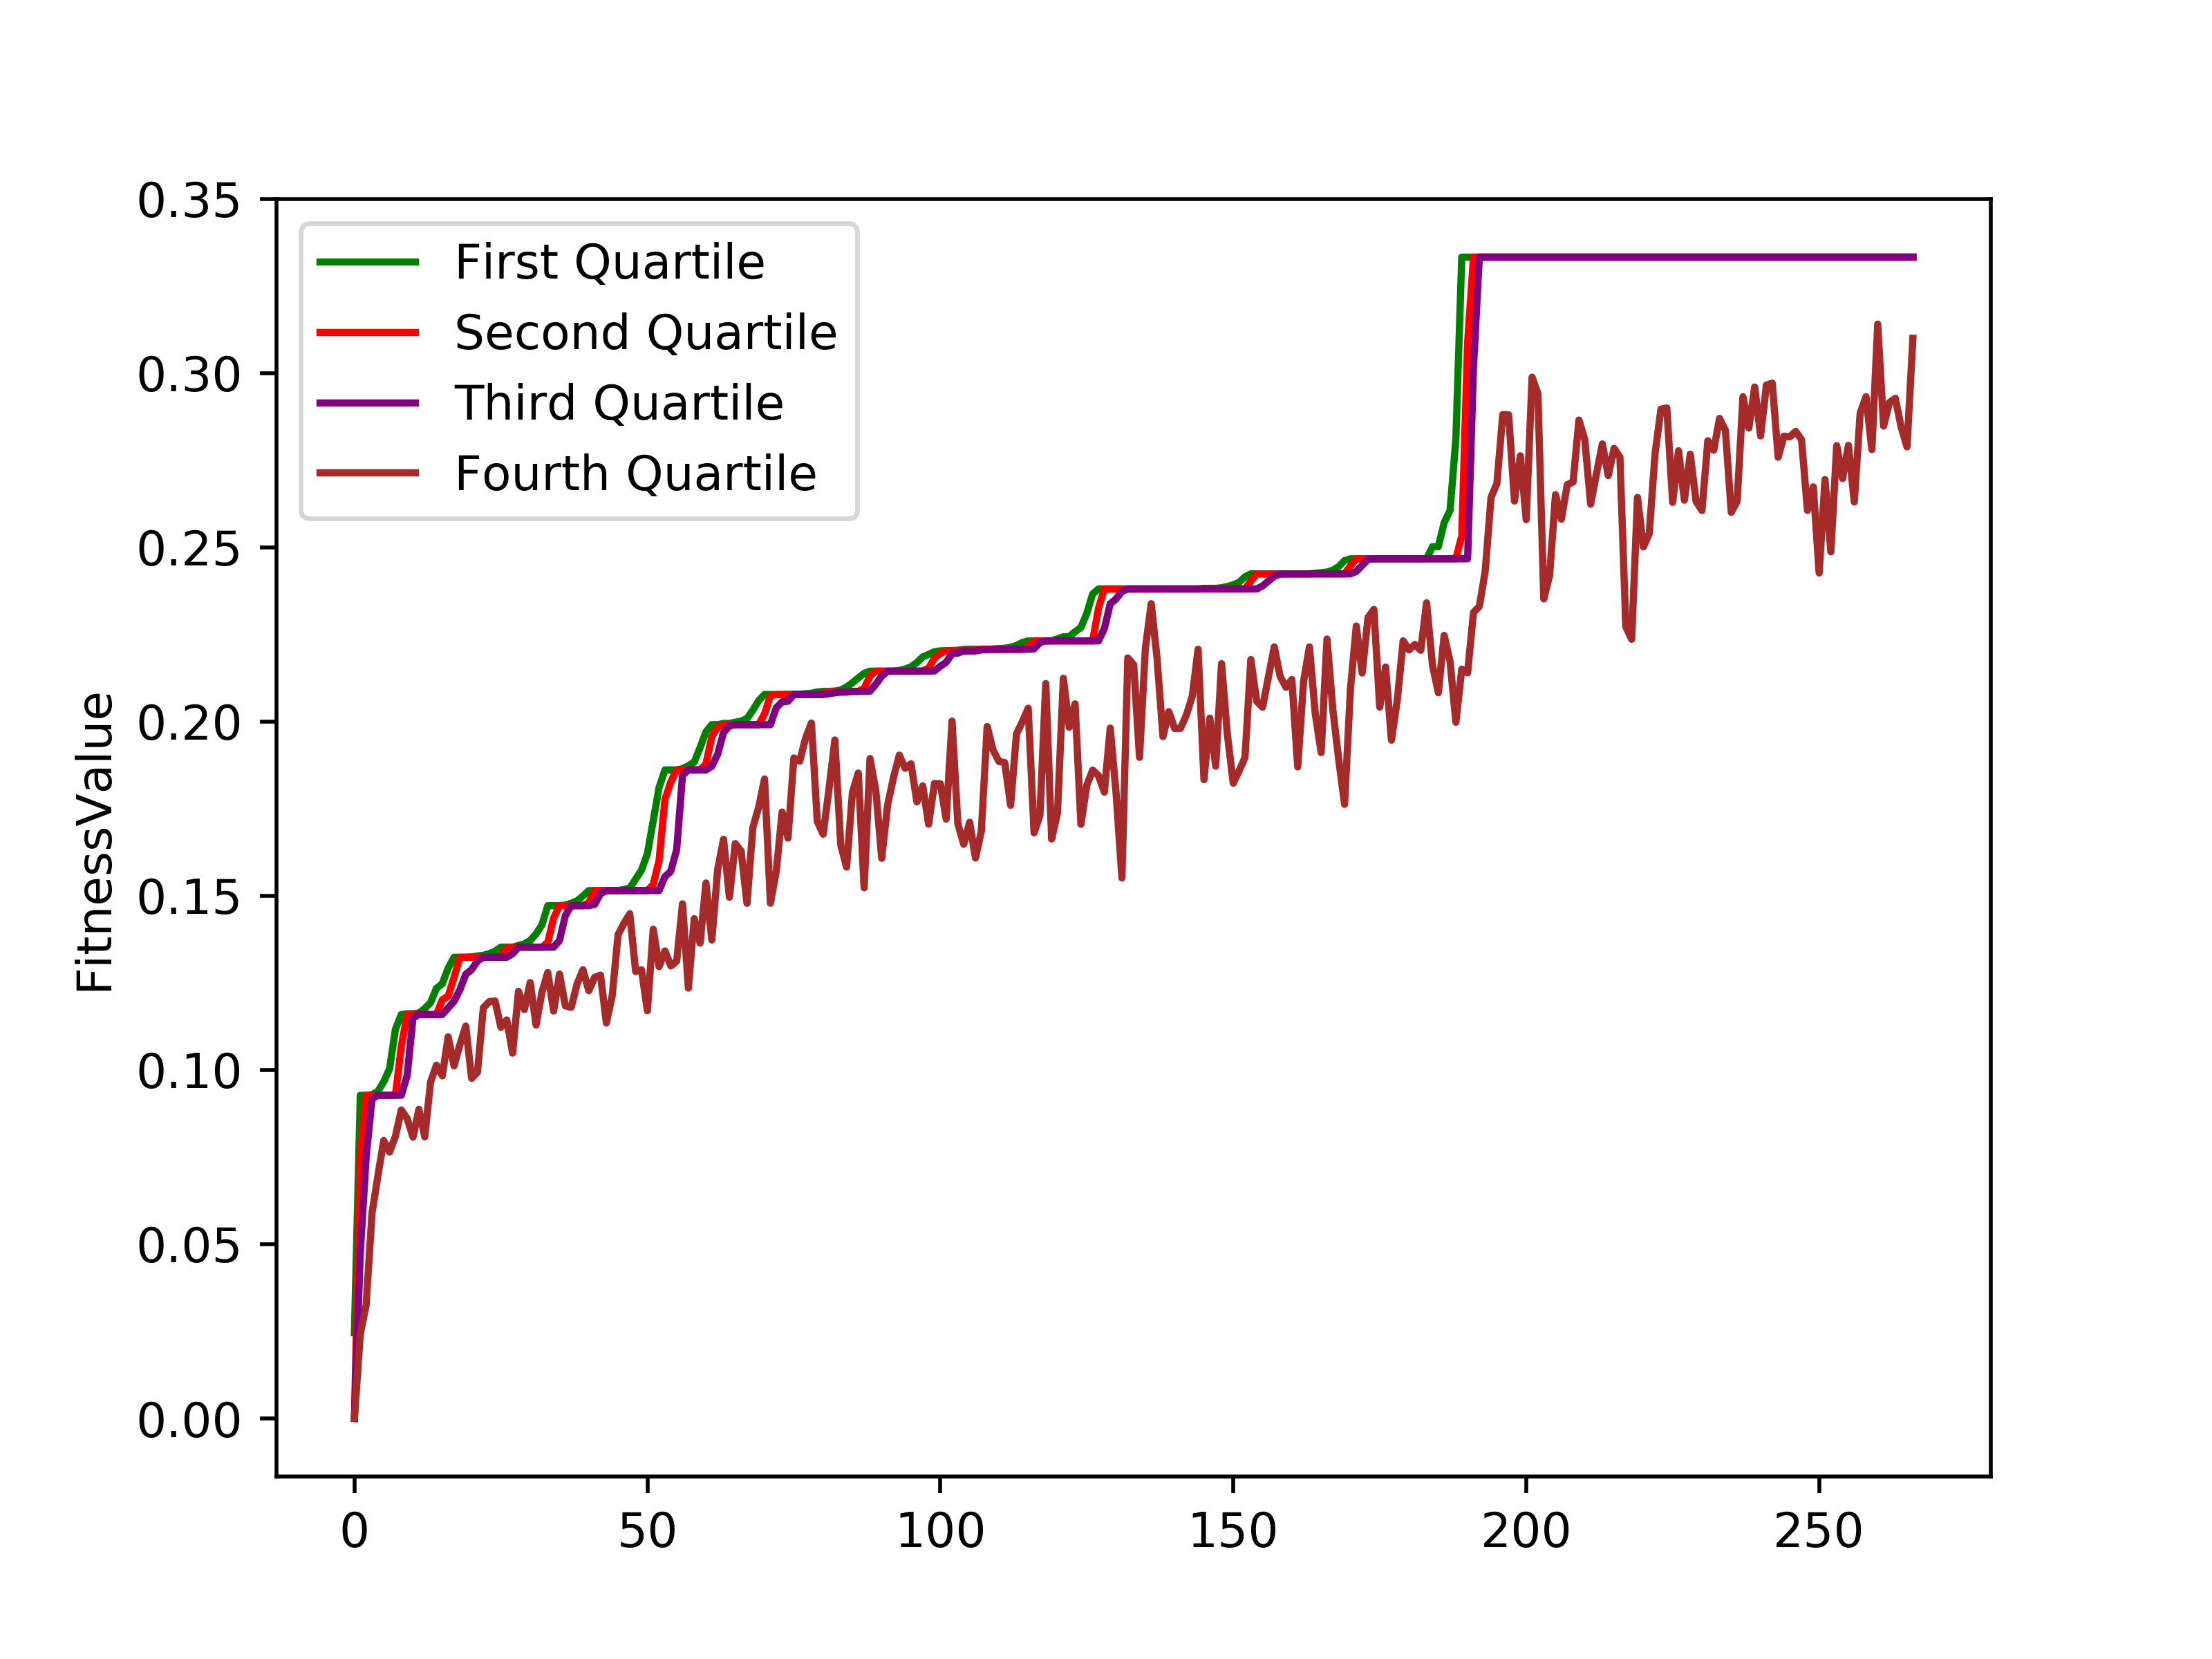 0.35
0.30
0.25
0.20
0.15
0.10
0.05
0.00
FitnessValue
First Quartile
Second Quartile
Third Quartile
Fourth Quartile
0 50 100 150 200 250